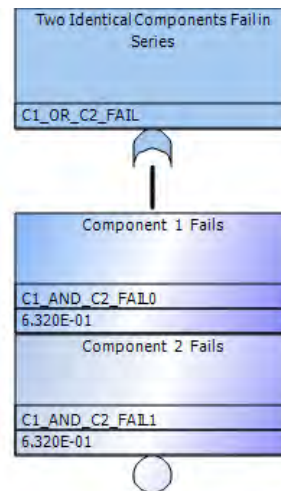 Two Identical Components Fail in
Series
C1_OR_C2_FAIL
Component 1 Fails
C1_AND_C2_FAIL0
6.320E-01
Component 2 Fails
C1_AND_C2_FAIL1
6.320E-01